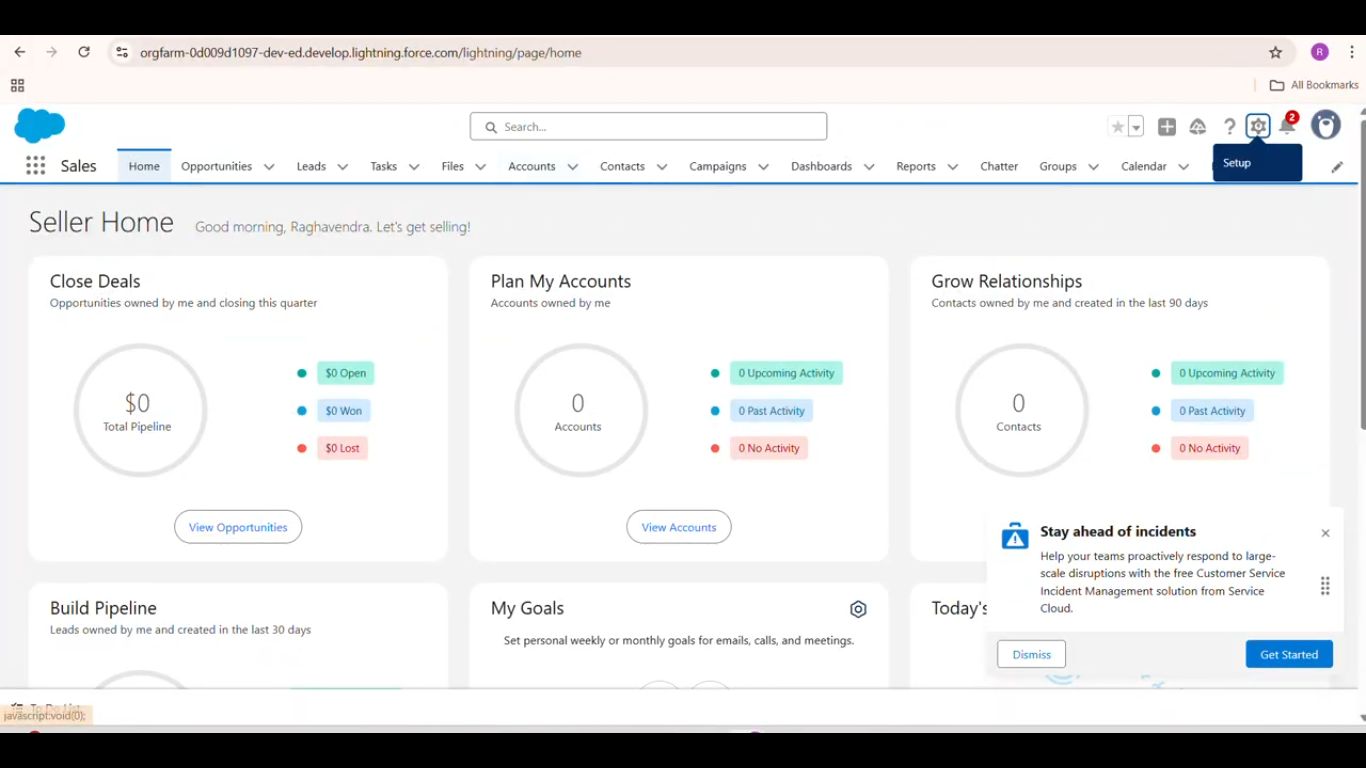 orgfarm-0d009d1097-dev-ed.develop.lightning.force.com/lightning/page/home
R
All Bookmarks
Search...
2
Sales Home Opportunities Leads Tasks Files Accounts Contacts Campaigns Dashboards Reports Chatter Groups Calendar
Setup
Seller Home Good morning, Raghavendra. Let's get selling!
Close Deals
Opportunities owned by me and closing this quarter
$0
Total Pipeline
$0 Open
$0 Won
$0 Lost
View Opportunities
Plan My Accounts
Accounts owned by me
0
Accounts
0 Upcoming Activity
0 Past Activity
0 No Activity
View Accounts
Grow Relationships
Contacts owned by me and created in the last 90 days
0
Contacts
0 Upcoming Activity
0 Past Activity
0 No Activity
Build Pipeline
Leads owned by me and created in the last 30 days
My Goals
Set personal weekly or monthly goals for emails, calls, and meetings.
Today's
Stay ahead of incidents
Help your teams proactively respond to large-
scale disruptions with the free Customer Service
Incident Management solution from Service
Cloud.
Dismiss
Get Started
To Do List
javascript:void(0);